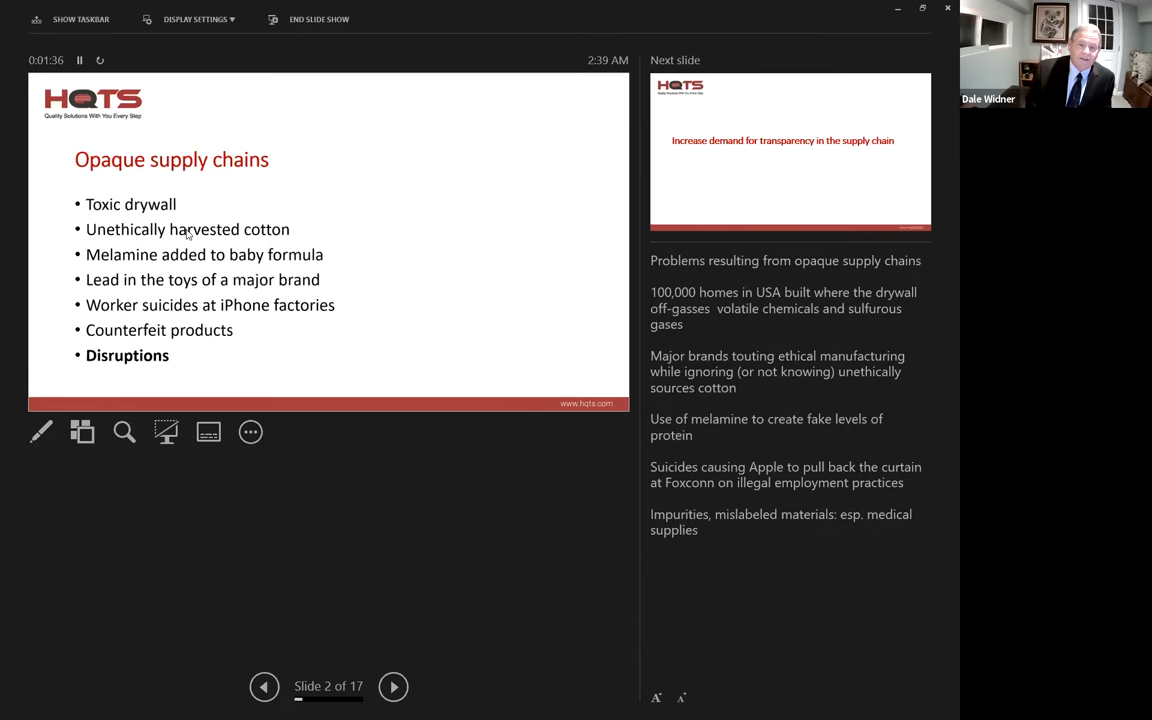 SHOW TASKBAR
DISPLAY SETTINGS ▼
END SLIDE SHOW
0:01:36
2:39 AM
HQTS
Quality Solutions With You Every Step
Opaque supply chains
• Toxic drywall
• Unethically harvested cotton
• Melamine added to baby formula
• Lead in the toys of a major brand
• Worker suicides at iPhone factories
• Counterfeit products
• Disruptions
www.hqts.com
Slide 2 of 17
Next slide
HQTS
Quality Solutions With You Every Step
Increase demand for transparency in the supply chain
Problems resulting from opaque supply chains
100,000 homes in USA built where the drywall
off-gasses volatile chemicals and sulfurous
gases
Major brands touting ethical manufacturing
while ignoring (or not knowing) unethically
sources cotton
Use of melamine to create fake levels of
protein
Suicides causing Apple to pull back the curtain
at Foxconn on illegal employment practices
Impurities, mislabeled materials: esp. medical
supplies
A A
Dale Widner